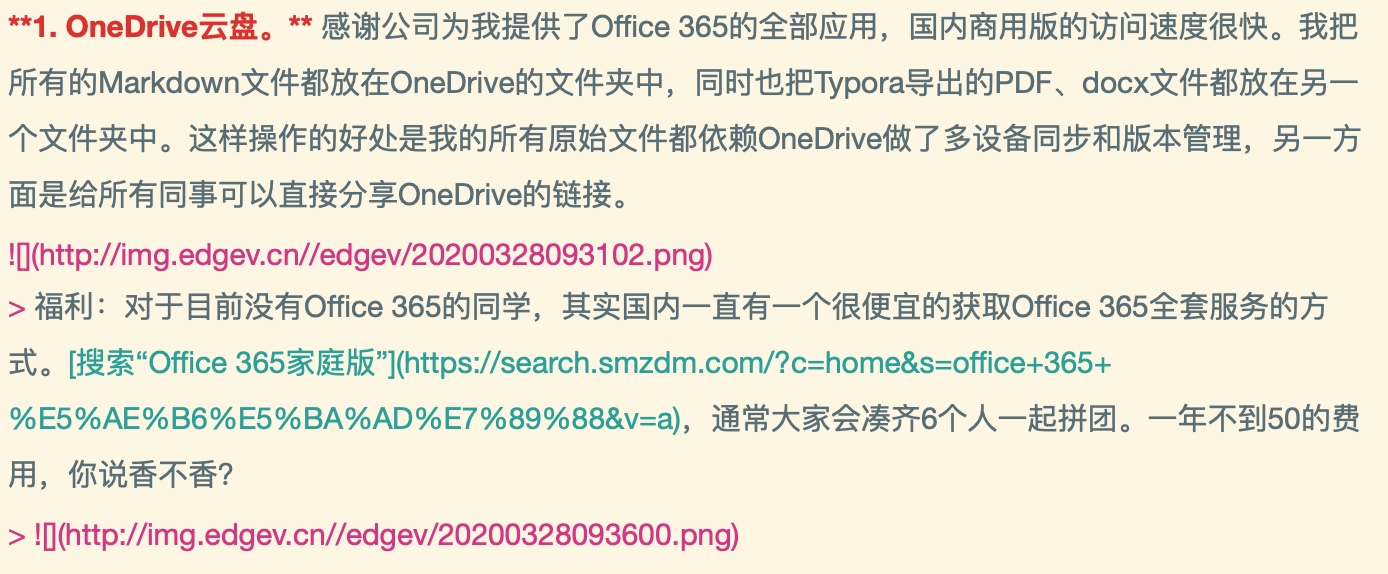 **1. OneDrive云盘。** 感谢公司为我提供了Office 365的全部应用，国内商用版的访问速度很快。我把
所有的Markdown文件都放在OneDrive的文件夹中，同时也把Typora导出的PDF、docx文件都放在另一
个文件夹中。这样操作的好处是我的所有原始文件都依赖OneDrive做了多设备同步和版本管理，另一方
面是给所有同事可以直接分享OneDrive的链接。
![](http://img.edgev.cn//edgev/20200328093102.png)
> 福利：对于目前没有Office 365的同学，其实国内一直有一个很便宜的获取Office 365全套服务的方
式。[搜索“Office 365家庭版”](https://search.smzdm.com/?c=home&s=office+365+
%E5%AE%B6%E5%BA%AD%E7%89%88&v=a)，通常大家会凑齐6个人一起拼团。一年不到50的费
用，你说香不香?
> ![](http://img.edgev.cn//edgev/20200328093600.png)